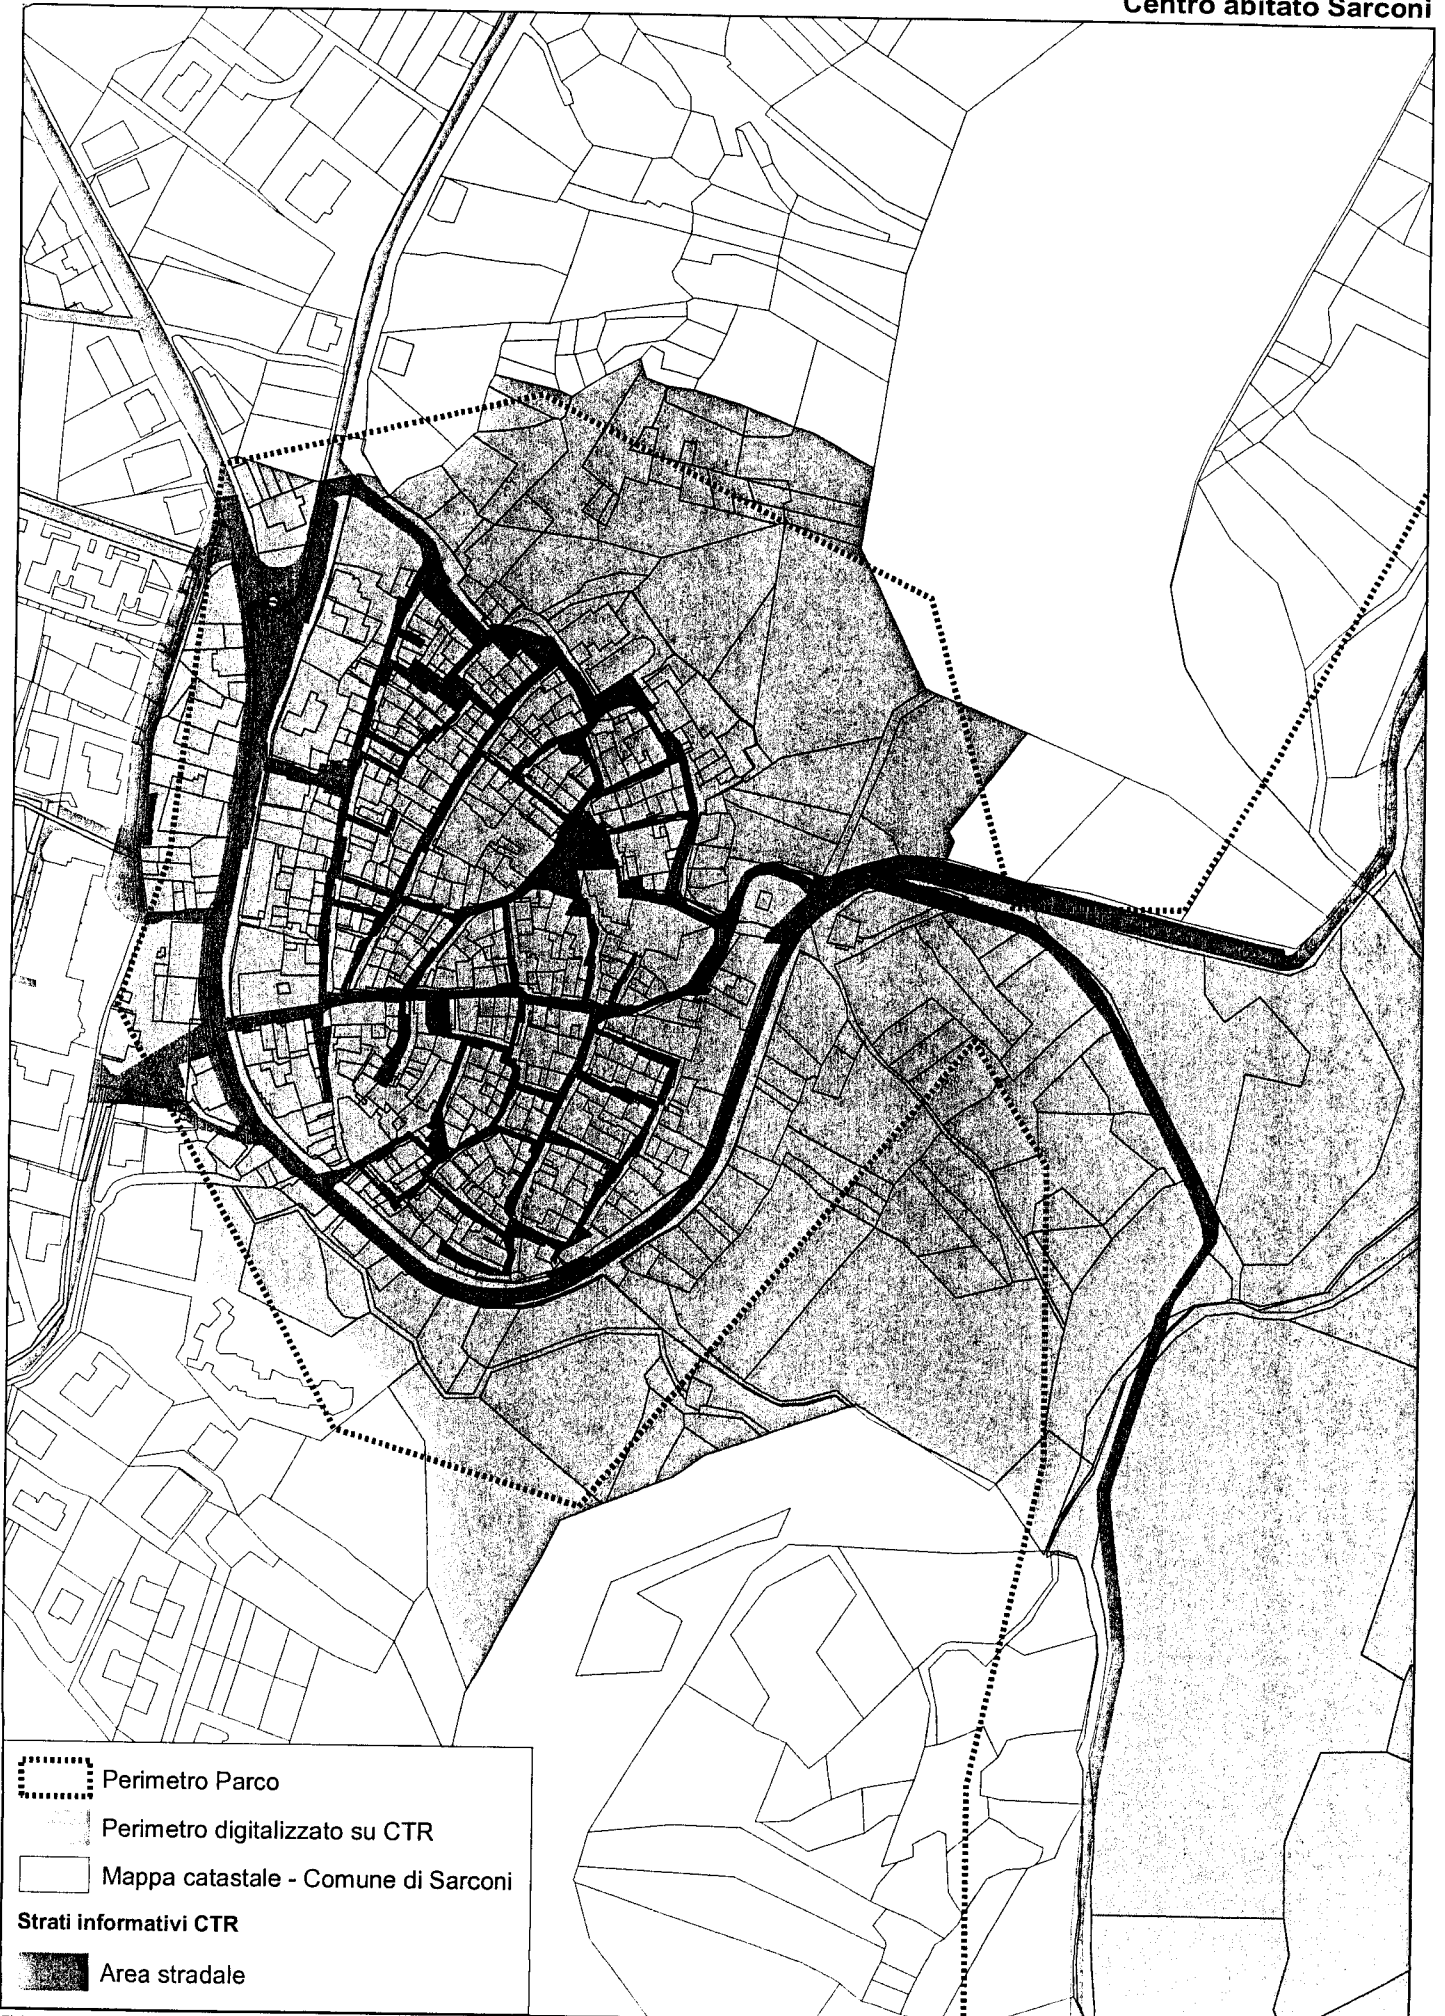 Centro abitato Sarconi
Perimetro Parco
Perimetro digitalizzato su CTR
Mappa catastale - Comune di Sarconi
Strati informativi CTR
Area stradale